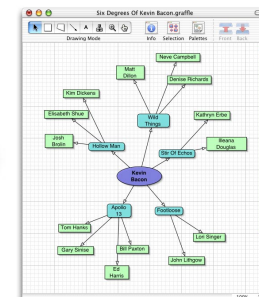 Six Degrees Of Kevin Bacon.graffle
A
Drawing Mode
Info
Selection
Palettes
Front
Back
Neve Campbell
Matt
Dillon
Denise Richards
Kim Dickens
Elisabeth Shue
Wild
Things
Kathryn Erbe
Josh
Brolin
Hollow Man
Stir Of Echos
Illeana
Douglas
Kevin
Bacon
Apollo
13
Footloose
Tom Hanks
Lori Singer
Gary Sinise
Bill Paxton
John Lithgow
Ed
Harris
100%